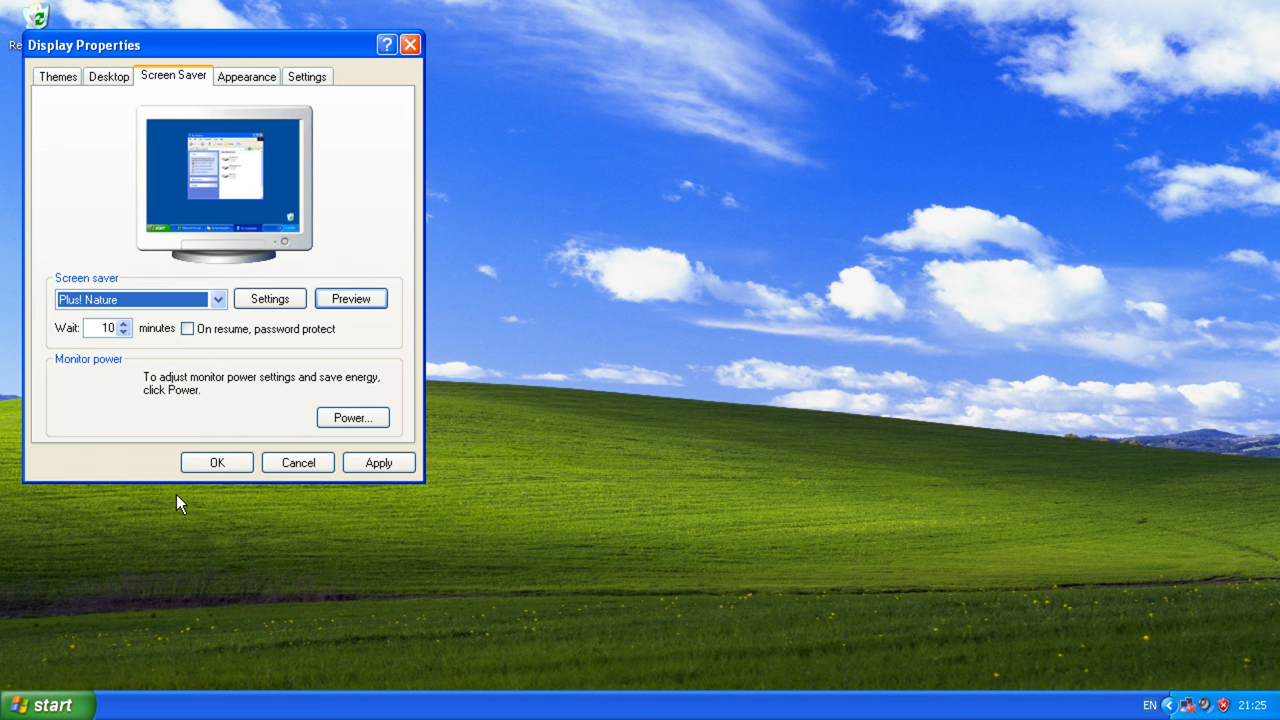 Re
Display Properties
Themes Desktop Screen Saver Appearance Settings
Screen saver
Plus! Nature Settings Preview
Wait: 10 minutes On resume, password protect
Monitor power
To adjust monitor power settings and save energy,
click Power.
Power...
OK Cancel Apply
start EN 21:25